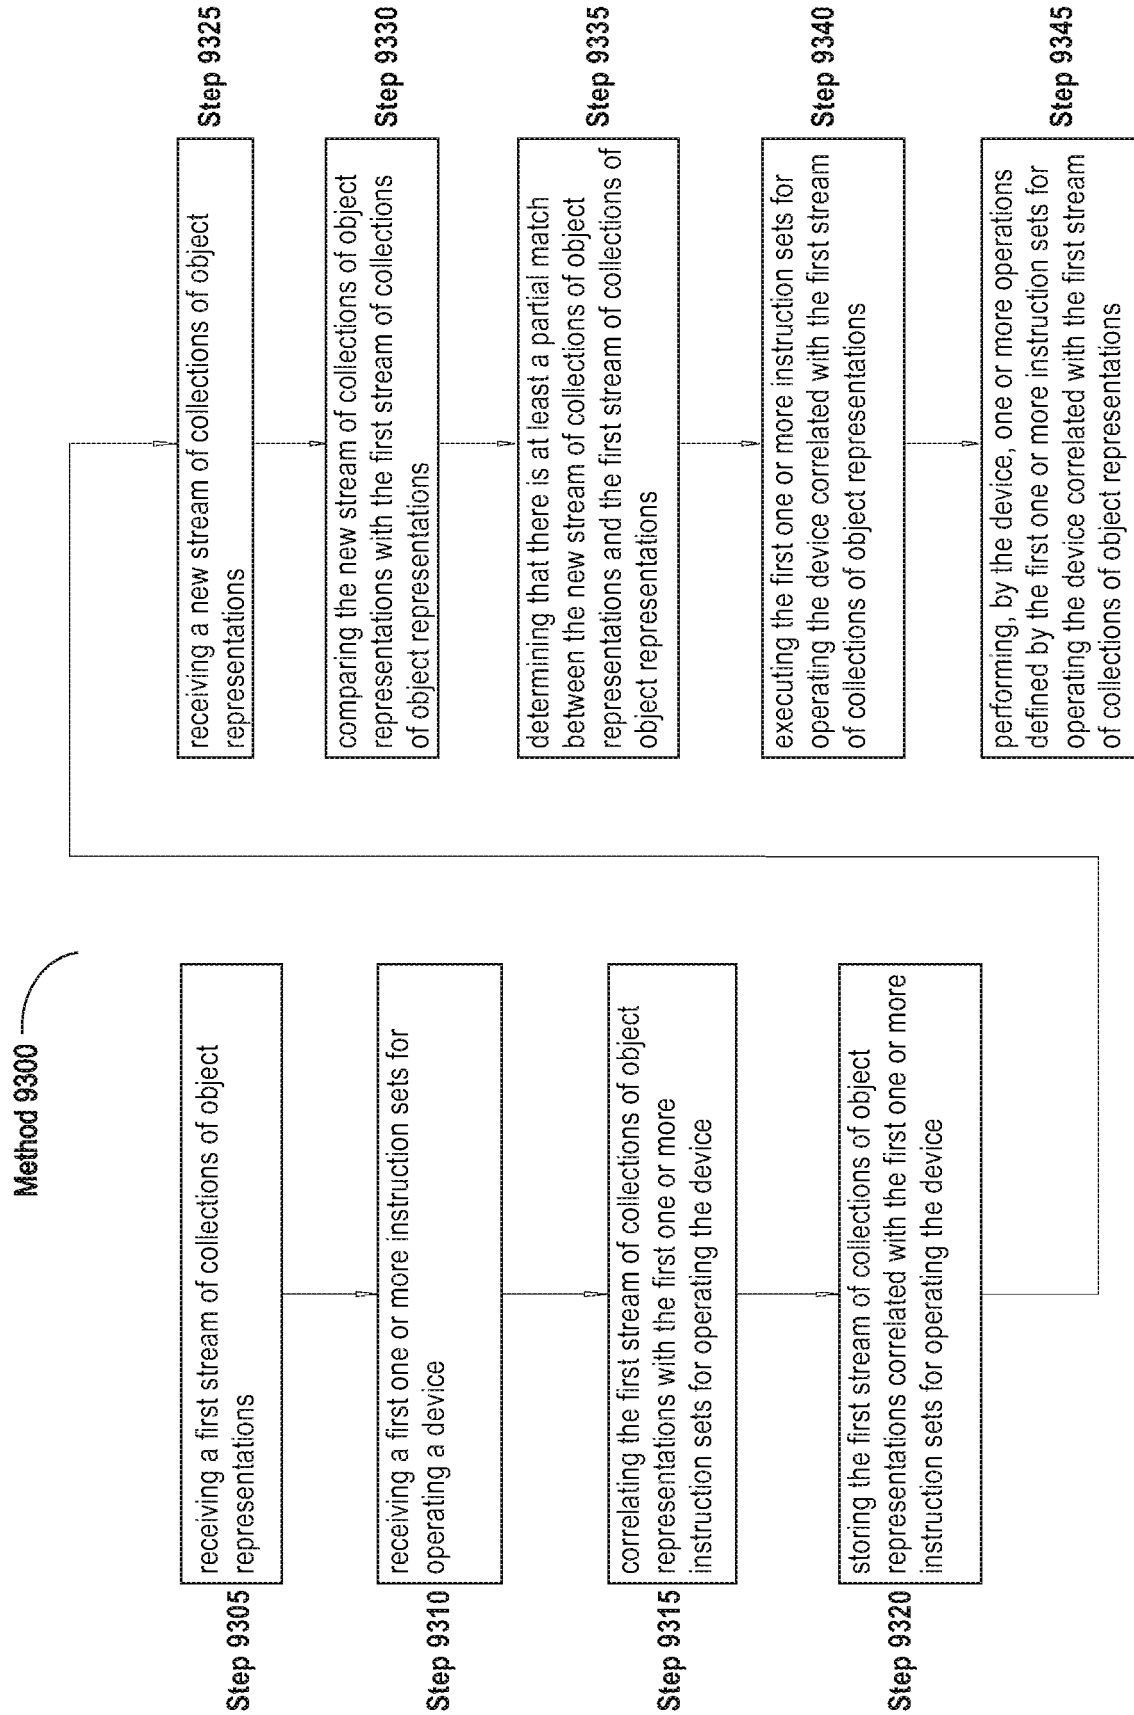 Method 9300
Step 9305
receiving a first stream of collections of object
representations
Step 9310
receiving a first one or more instruction sets for
operating a device
Step 9315
correlating the first stream of collections of object
representations with the first one or more
instruction sets for operating the device
Step 9320
storing the first stream of collections of object
representations correlated with the first one or more
instruction sets for operating the device
Step 9325
receiving a new stream of collections of object
representations
Step 9330
comparing the new stream of collections of object
representations with the first stream of collections
of object representations
Step 9335
determining that there is at least a partial match
between the new stream of collections of object
representations and the first stream of collections of
object representations
Step 9340
executing the first one or more instruction sets for
operating the device correlated with the first stream
of collections of object representations
Step 9345
performing, by the device, one or more operations
defined by the first one or more instruction sets for
operating the device correlated with the first stream
of collections of object representations